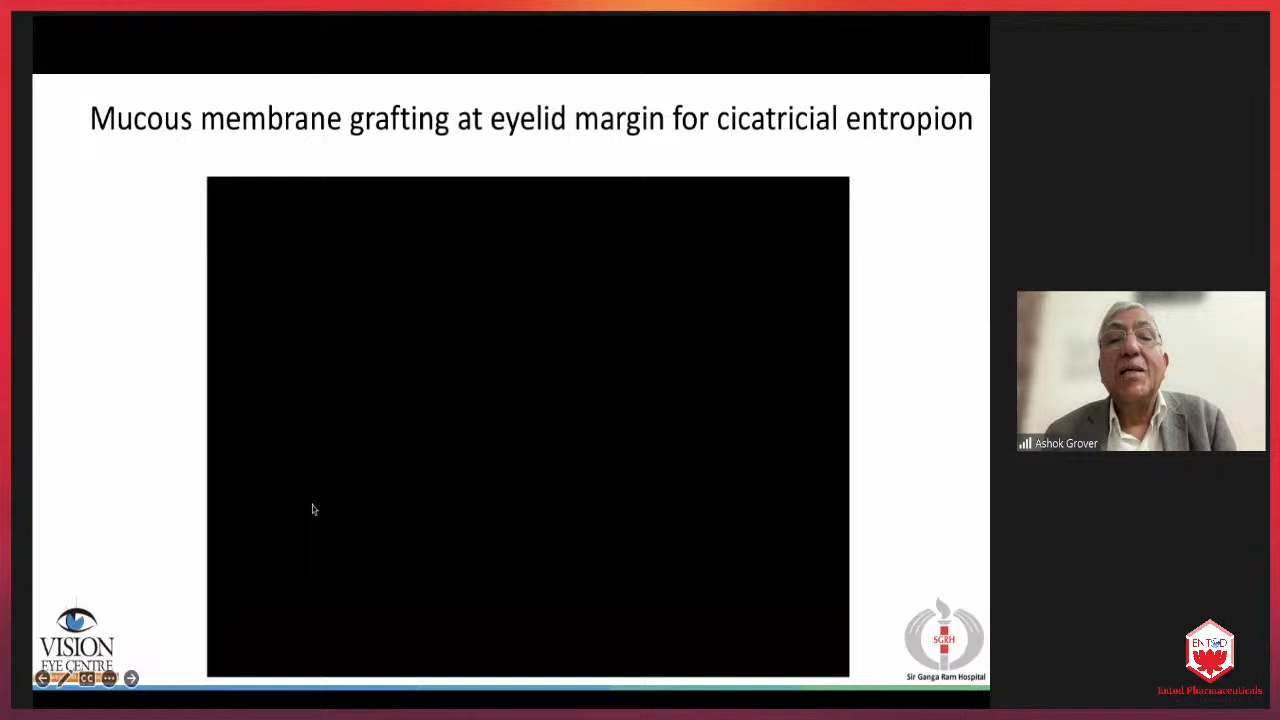 Mucous membrane grafting at eyelid margin for cicatricial entropion
Ashok Grover
VISION
EYE CENTRE
CC
SGRH
Sir Ganga Ram Hospital
ENTOD
Entod Pharmaceuticals